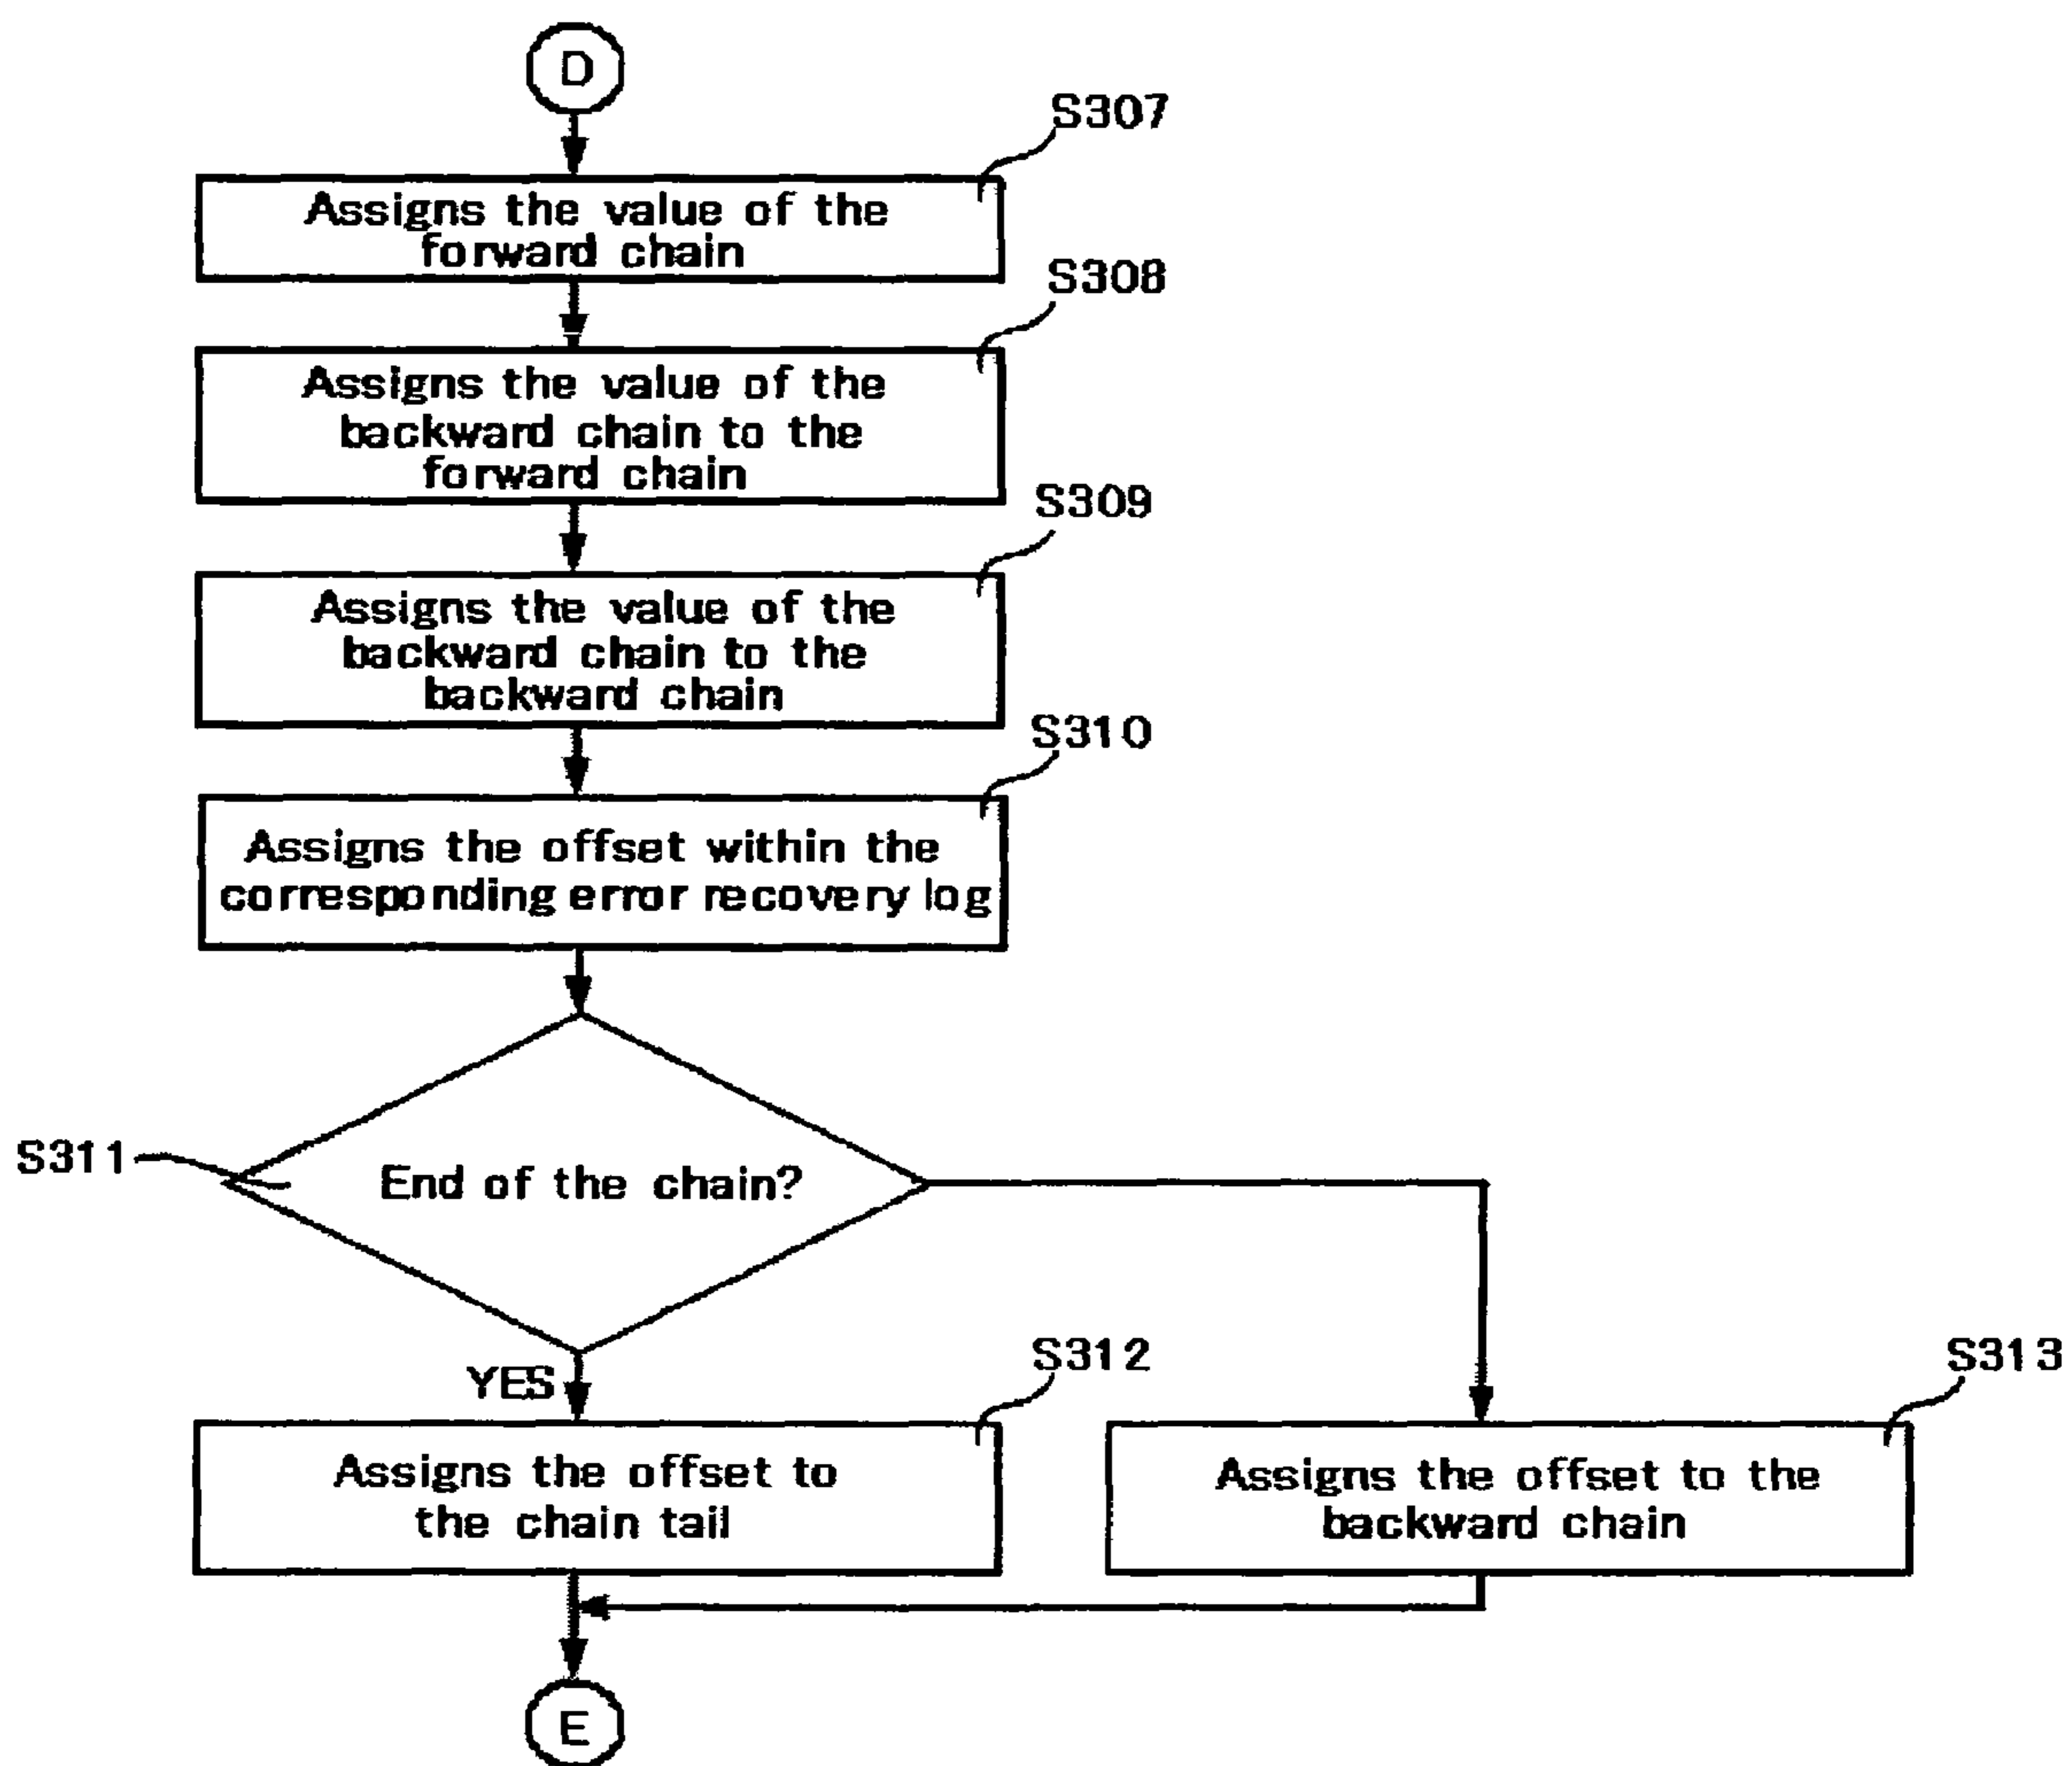 D
S307
Assigns the value of the
forward chain
S308
Assigns the value of the
backward chain to the
forward chain
S309
Assigns the value of the
backward chain to the
backward chain
S310
Assigns the offset within the
corresponding error recovery log
S311
End of the chain?
YES
S312
Assigns the offset to
the chain tail
S313
Assigns the offset to the
backward chain
E